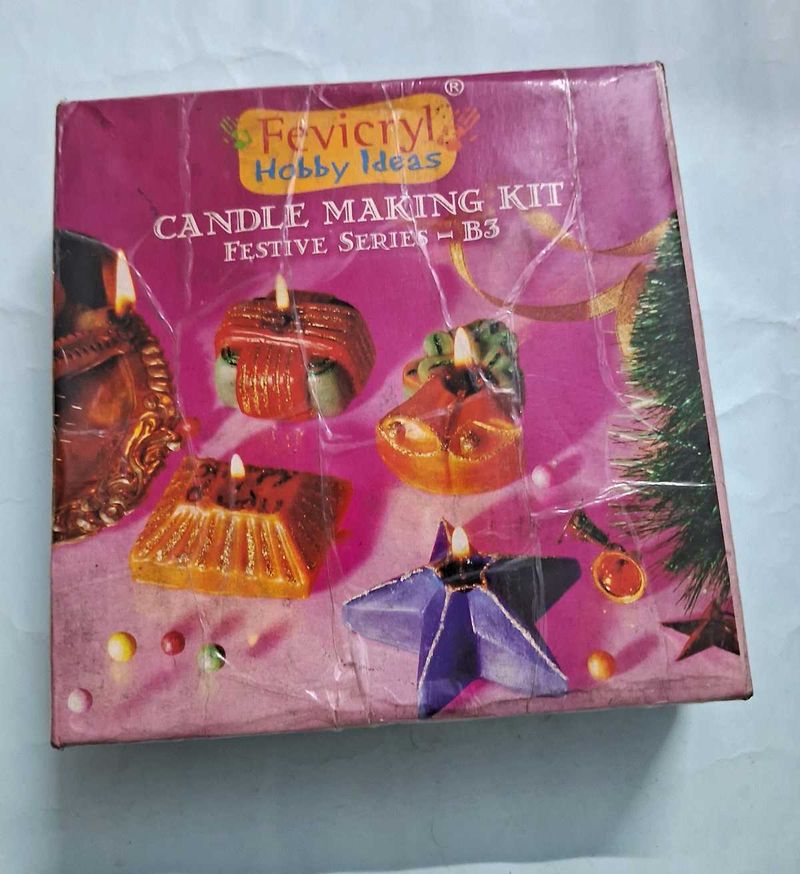 Fevicryl ®
Hobby Ideas
CANDLE MAKING KIT
FESTIVE SERIES - B3